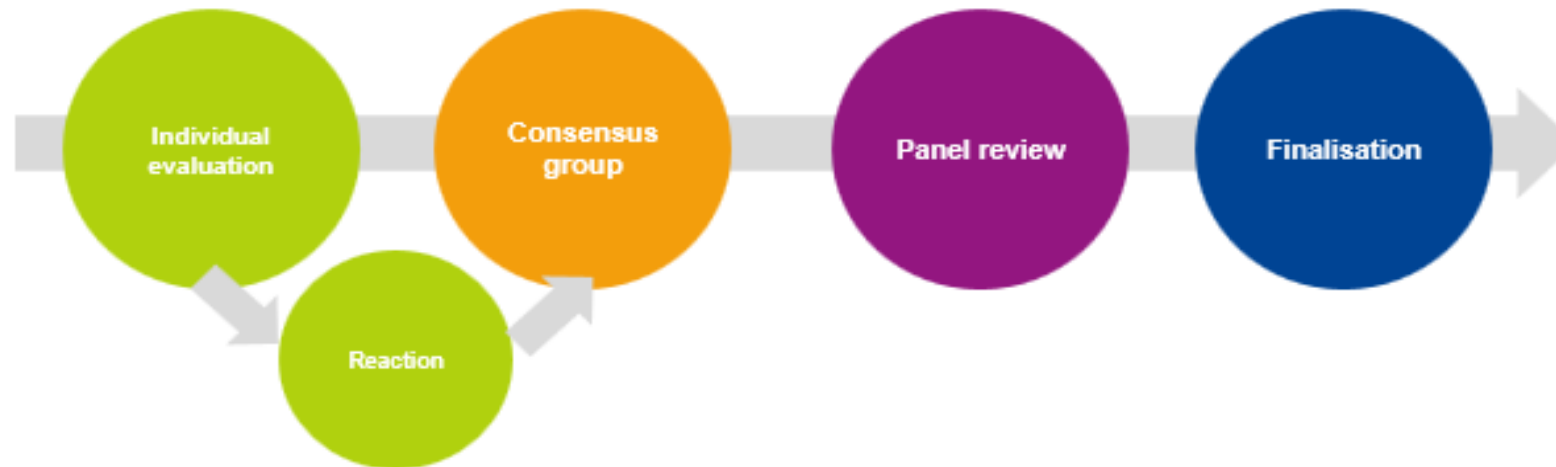 Individual
evaluation
Consensus
group
Panel review
Finalisation
Reaction